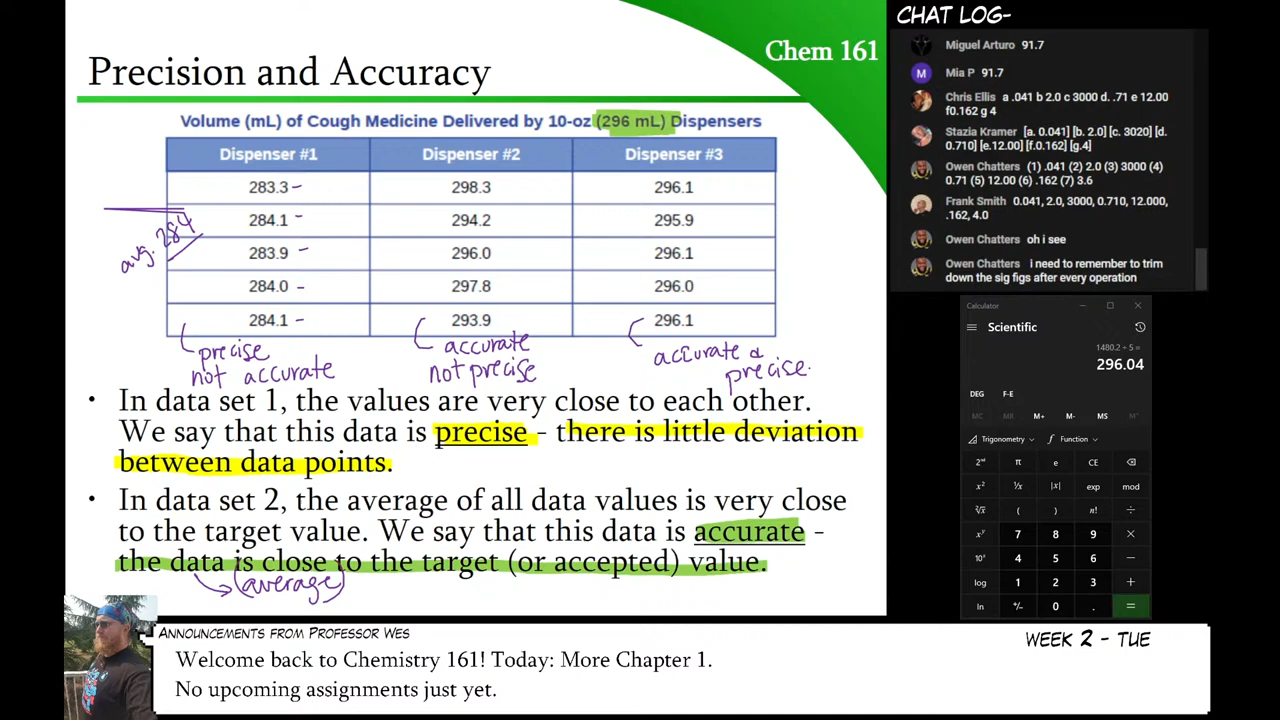 Chem 161
Precision and Accuracy
Volume (mL) of Cough Medicine Delivered by 10-oz (296 mL) Dispensers
Dispenser #1 Dispenser #2 Dispenser #3
283.3 - 298.3 296.1
284.1 - 294.2 295.9
283.9 - 296.0 296.1
284.0 - 297.8 296.0
284.1 - 293.9 296.1
avg. 284
precise
not accurate
accurate
not precise
accurate &
precise.
• In data set 1, the values are very close to each other.
We say that this data is precise - there is little deviation
between data points.
• In data set 2, the average of all data values is very close
to the target value. We say that this data is accurate -
the data is close to the target (or accepted) value.
(average)
CHAT LOG-
Miguel Arturo 91.7
M Mia P 91.7
Chris Ellis a .041 b 2.0 c 3000 d. .71 e 12.00
f0.162 g 4
Stazia Kramer [a. 0.041] [b. 2.0] [c. 3020] [d.
0.710] [e.12.00] [f.0.162] [g.4]
Owen Chatters (1) .041 (2) 2.0 (3) 3000 (4)
0.71 (5) 12.00 (6) .162 (7) 3.6
Frank Smith 0.041, 2.0, 3000, 0.710, 12.000,
.162, 4.0
Owen Chatters oh i see
Owen Chatters i need to remember to trim
down the sig figs after every operation
Calculator
Scientific
1480.2 ÷ 5 =
296.04
DEG F-E
MC MR M+ M- MS M˅
Trigonometry Function
2ⁿᵈ π e CE
x² ¹/x |x| exp mod
²√x ( ) n! ÷
xʸ 7 8 9 ×
10ˣ 4 5 6 −
log 1 2 3 +
ln +/- 0 . =
ANNOUNCEMENTS FROM PROFESSOR WES
WEEK 2 - TUE
Welcome back to Chemistry 161! Today: More Chapter 1.
No upcoming assignments just yet.